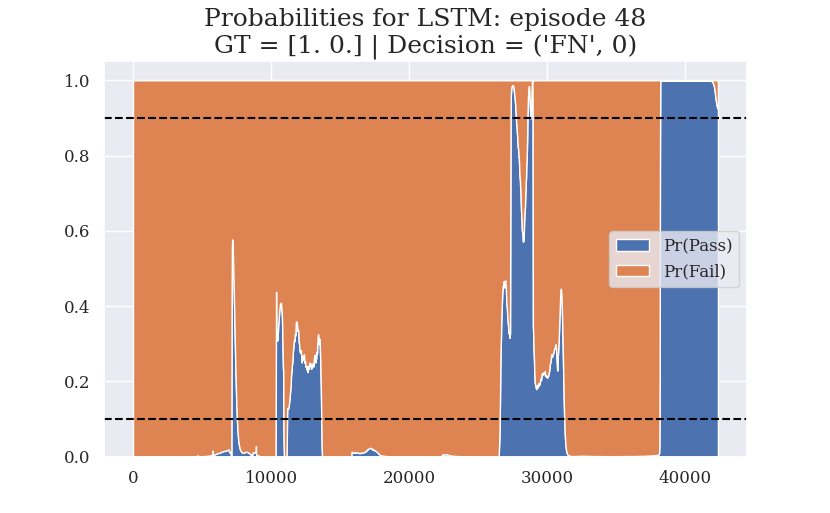 Probabilities for LSTM: episode 48
GT = [1. 0.] | Decision = ('FN', 0)
1.0
0.8
0.6
0.4
0.2
0.0
Pr(Pass)
Pr(Fail)
0 10000 20000 30000 40000